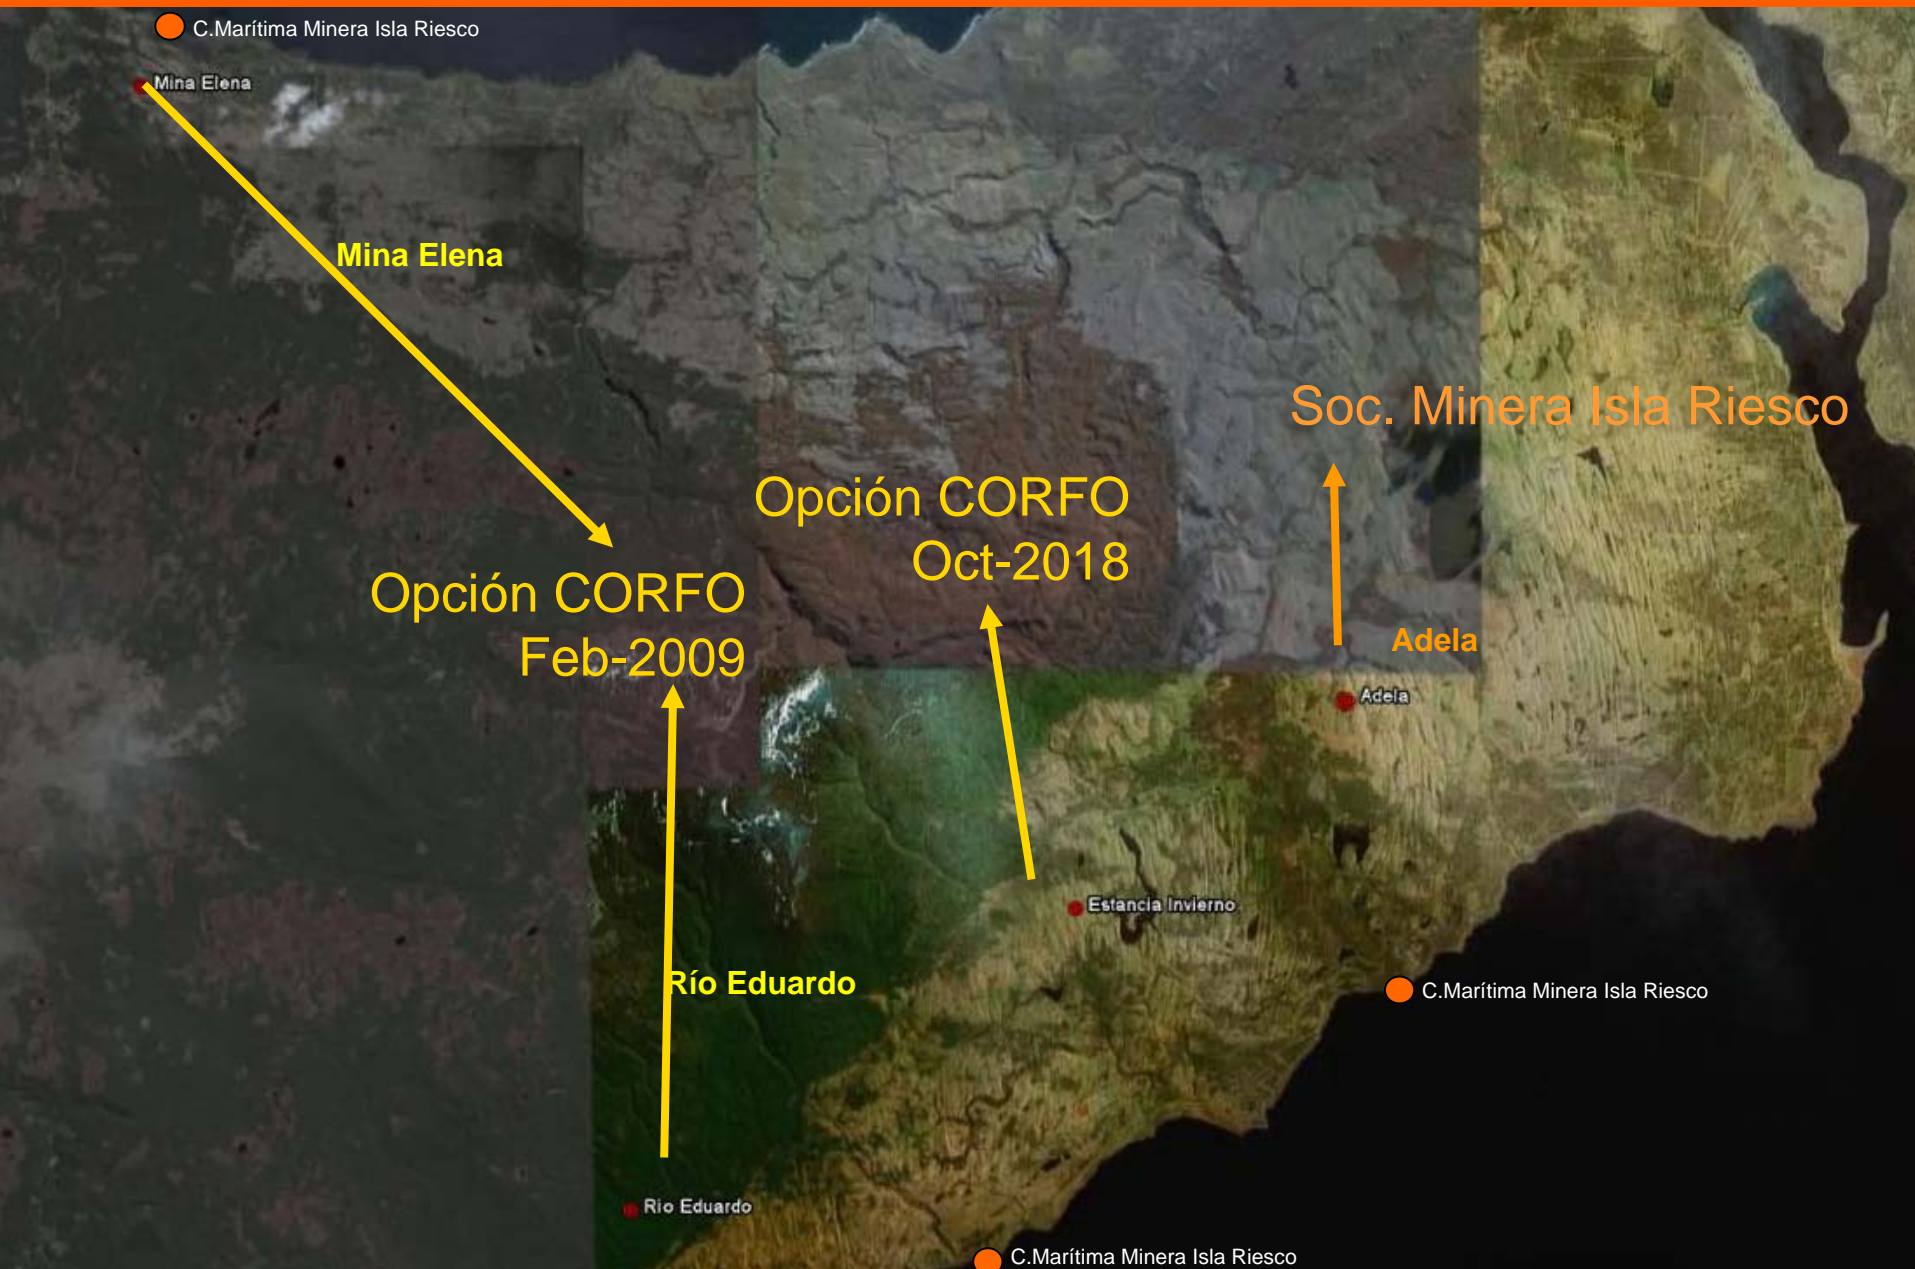 C.Marítima Minera Isla Riesco
Mina Elena
Mina Elena
Soc. Minera Isla Riesco
Opción CORFO
Oct-2018
Opción CORFO
Feb-2009
Adela
Adela
Estancia Invierno
Río Eduardo
C.Marítima Minera Isla Riesco
Rio Eduardo
C.Marítima Minera Isla Riesco